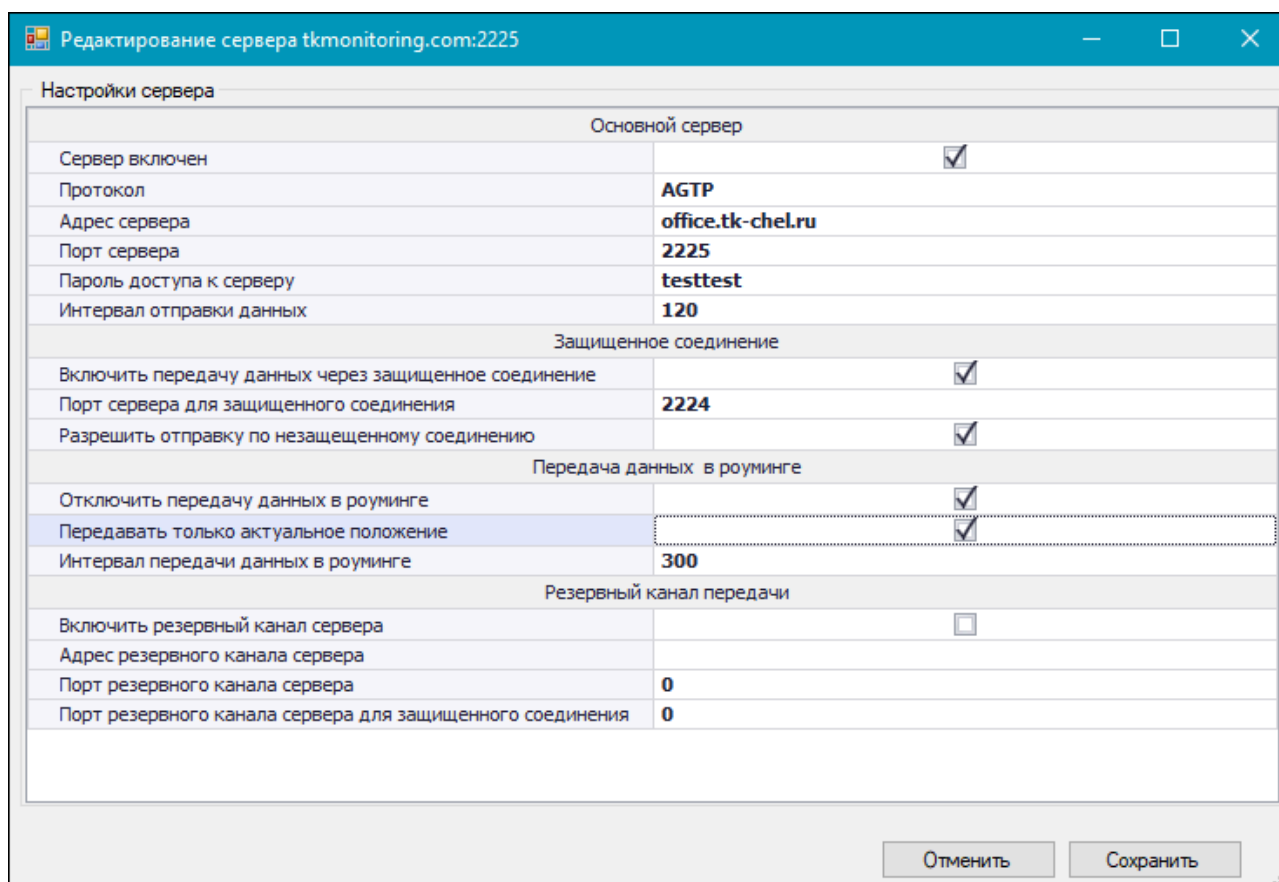 Редактирование сервера tkmonitoring.com:2225
Настройки сервера
Основной сервер
Сервер включен
Протокол AGTP
Адрес сервера office.tk-chel.ru
Порт сервера 2225
Пароль доступа к серверу testtest
Интервал отправки данных 120
Защищенное соединение
Включить передачу данных через защищенное соединение
Порт сервера для защищенного соединения 2224
Разрешить отправку по незащещенному соединению
Передача данных в роуминге
Отключить передачу данных в роуминге
Передавать только актуальное положение
Интервал передачи данных в роуминге 300
Резервный канал передачи
Включить резервный канал сервера
Адрес резервного канала сервера
Порт резервного канала сервера 0
Порт резервного канала сервера для защищенного соединения 0
Отменить Сохранить